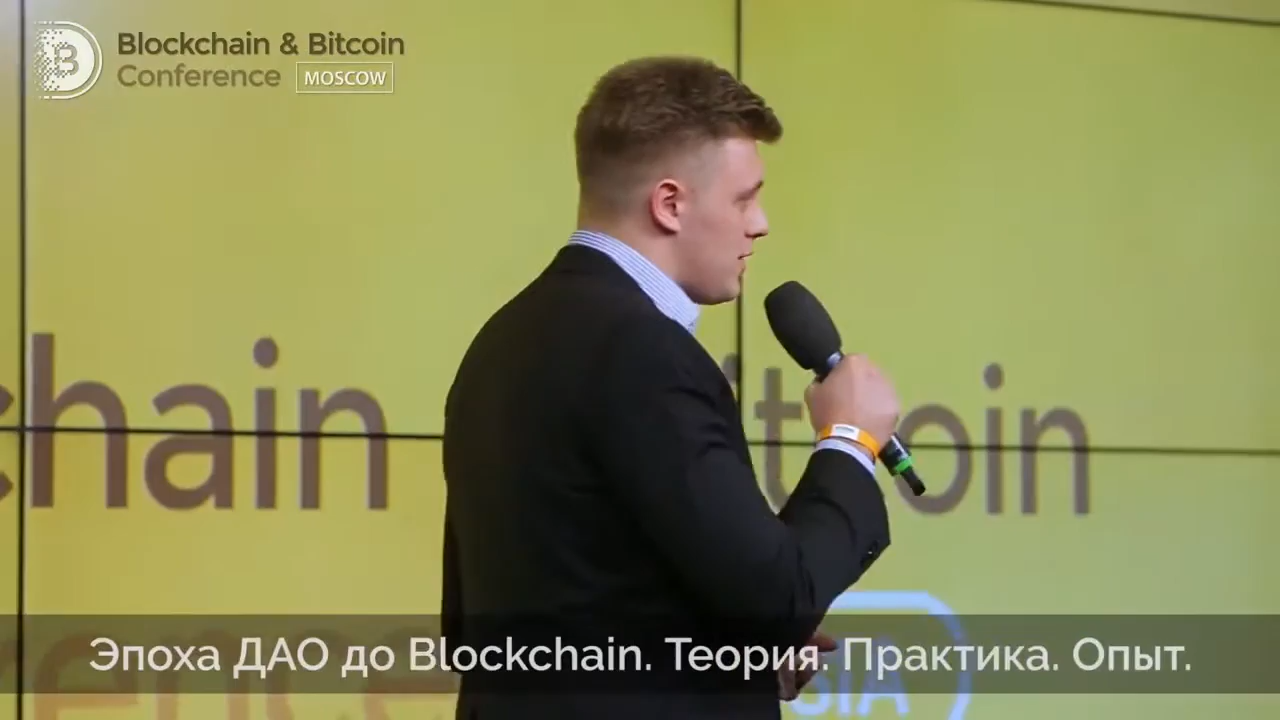 Blockchain & Bitcoin
Conference MOSCOW
chain
itcoin
Эпоха ДАО до Blockchain. Теория. Практика. Опыт.